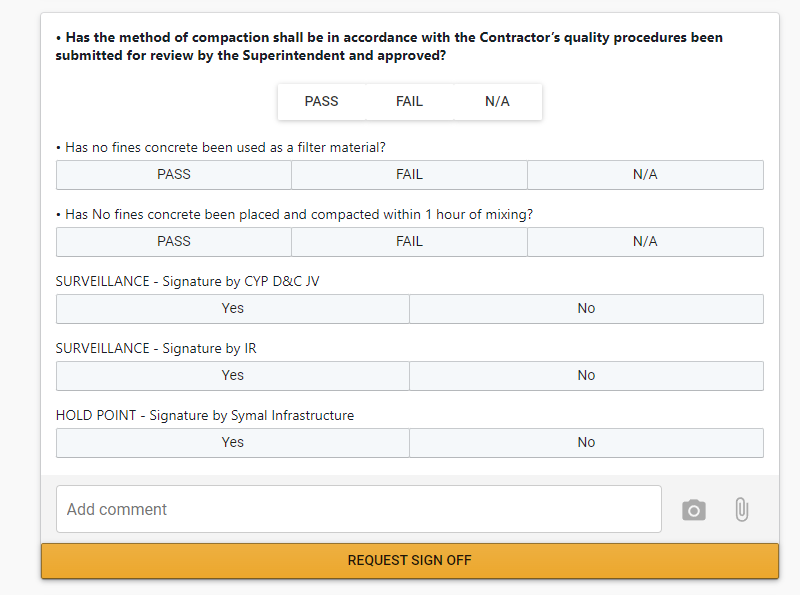 • Has the method of compaction shall be in accordance with the Contractor's quality procedures been
submitted for review by the Superintendent and approved?
PASS FAIL N/A
• Has no fines concrete been used as a filter material?
PASS FAIL N/A
• Has No fines concrete been placed and compacted within 1 hour of mixing?
PASS FAIL N/A
SURVEILLANCE - Signature by CYP D&C JV
Yes No
SURVEILLANCE - Signature by IR
Yes No
HOLD POINT - Signature by Symal Infrastructure
Yes No
Add comment
REQUEST SIGN OFF